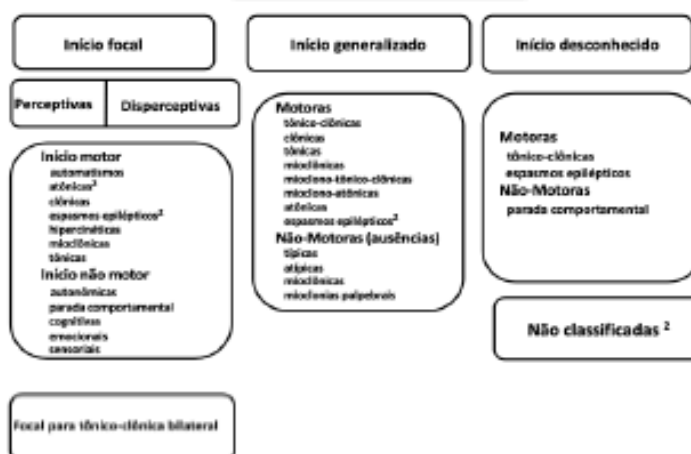 Início focal
Perceptivas
Disperceptivas
Início motor
automatismos
atônicas²
clônicas
espasmos epilépticos²
hipercinéticas
mioclônicas
tônicas
Início não motor
autonômicas
parada comportamental
cognitivas
emocionais
sensoriais
Focal para tônico-clônica bilateral
Início generalizado
Motoras
tônico-clônicas
clônicas
tônicas
mioclônicas
mioclono-tônico-clônicas
mioclono-atônicas
atônicas
espasmos epilépticos²
Não-Motoras (ausências)
típicas
atípicas
mioclônicas
mioclonias palpebrais
Início desconhecido
Motoras
tônico-clônicas
espasmos epilépticos
Não-Motoras
parada comportamental
Não classificadas ²